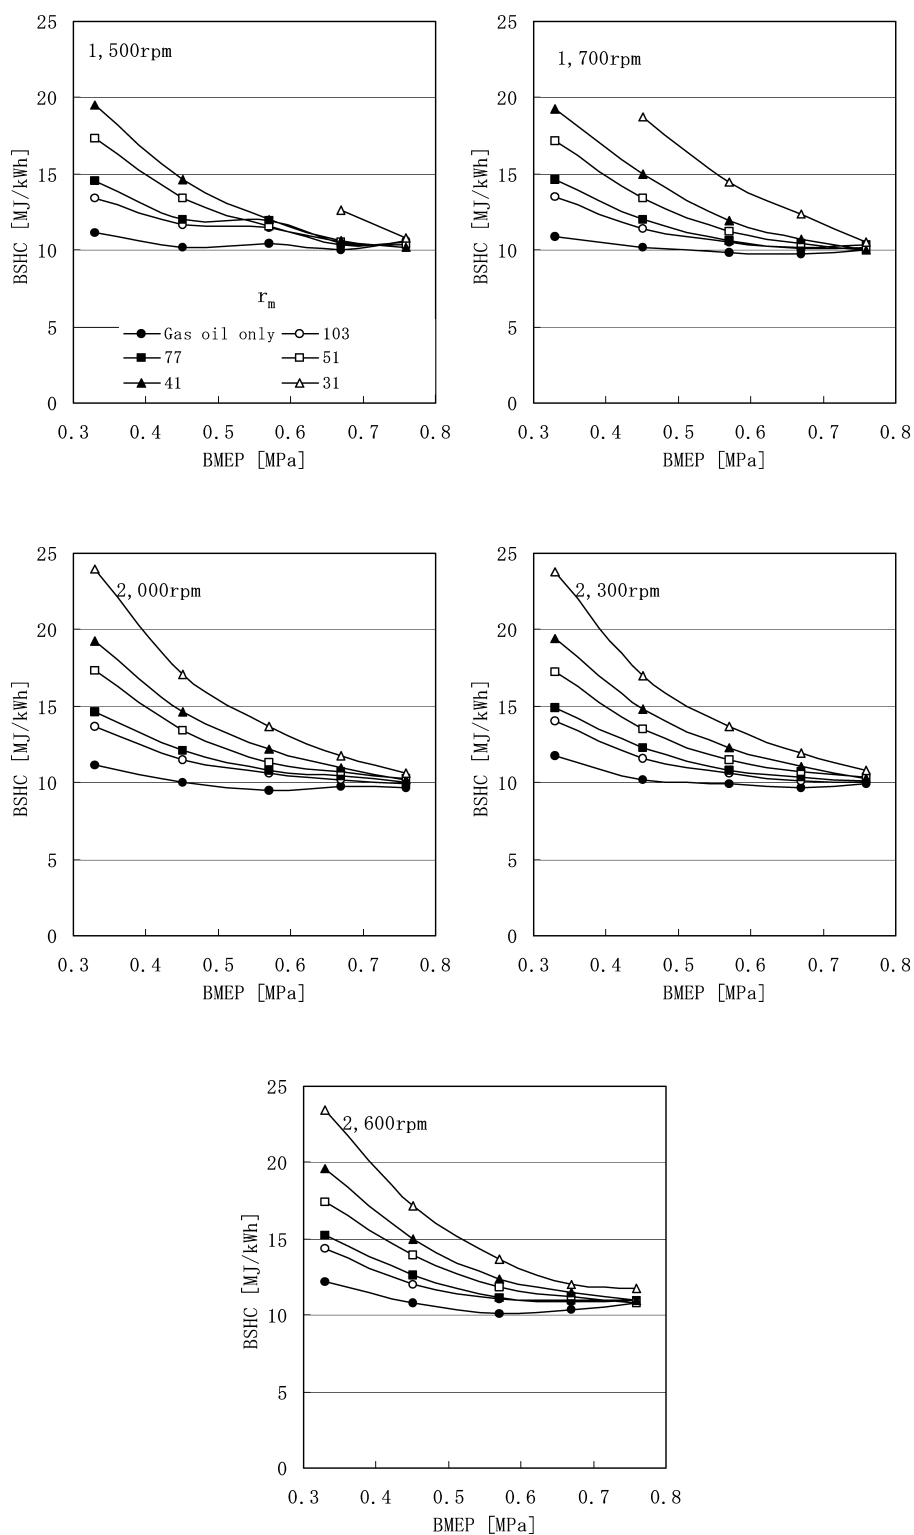 25
20
15
10
5
0
BSHC [MJ/kWh]
1,500rpm
r_m
Gas oil only 103
77 51
41 31
0.3 0.4 0.5 0.6 0.7 0.8
BMEP [MPa]
25
20
15
10
5
0
BSHC [MJ/kWh]
1,700rpm
0.3 0.4 0.5 0.6 0.7 0.8
BMEP [MPa]
25
20
15
10
5
0
BSHC [MJ/kWh]
2,000rpm
0.3 0.4 0.5 0.6 0.7 0.8
BMEP [MPa]
25
20
15
10
5
0
BSHC [MJ/kWh]
2,300rpm
0.3 0.4 0.5 0.6 0.7 0.8
BMEP [MPa]
25
20
15
10
5
0
BSHC [MJ/kWh]
2,600rpm
0.3 0.4 0.5 0.6 0.7 0.8
BMEP [MPa]